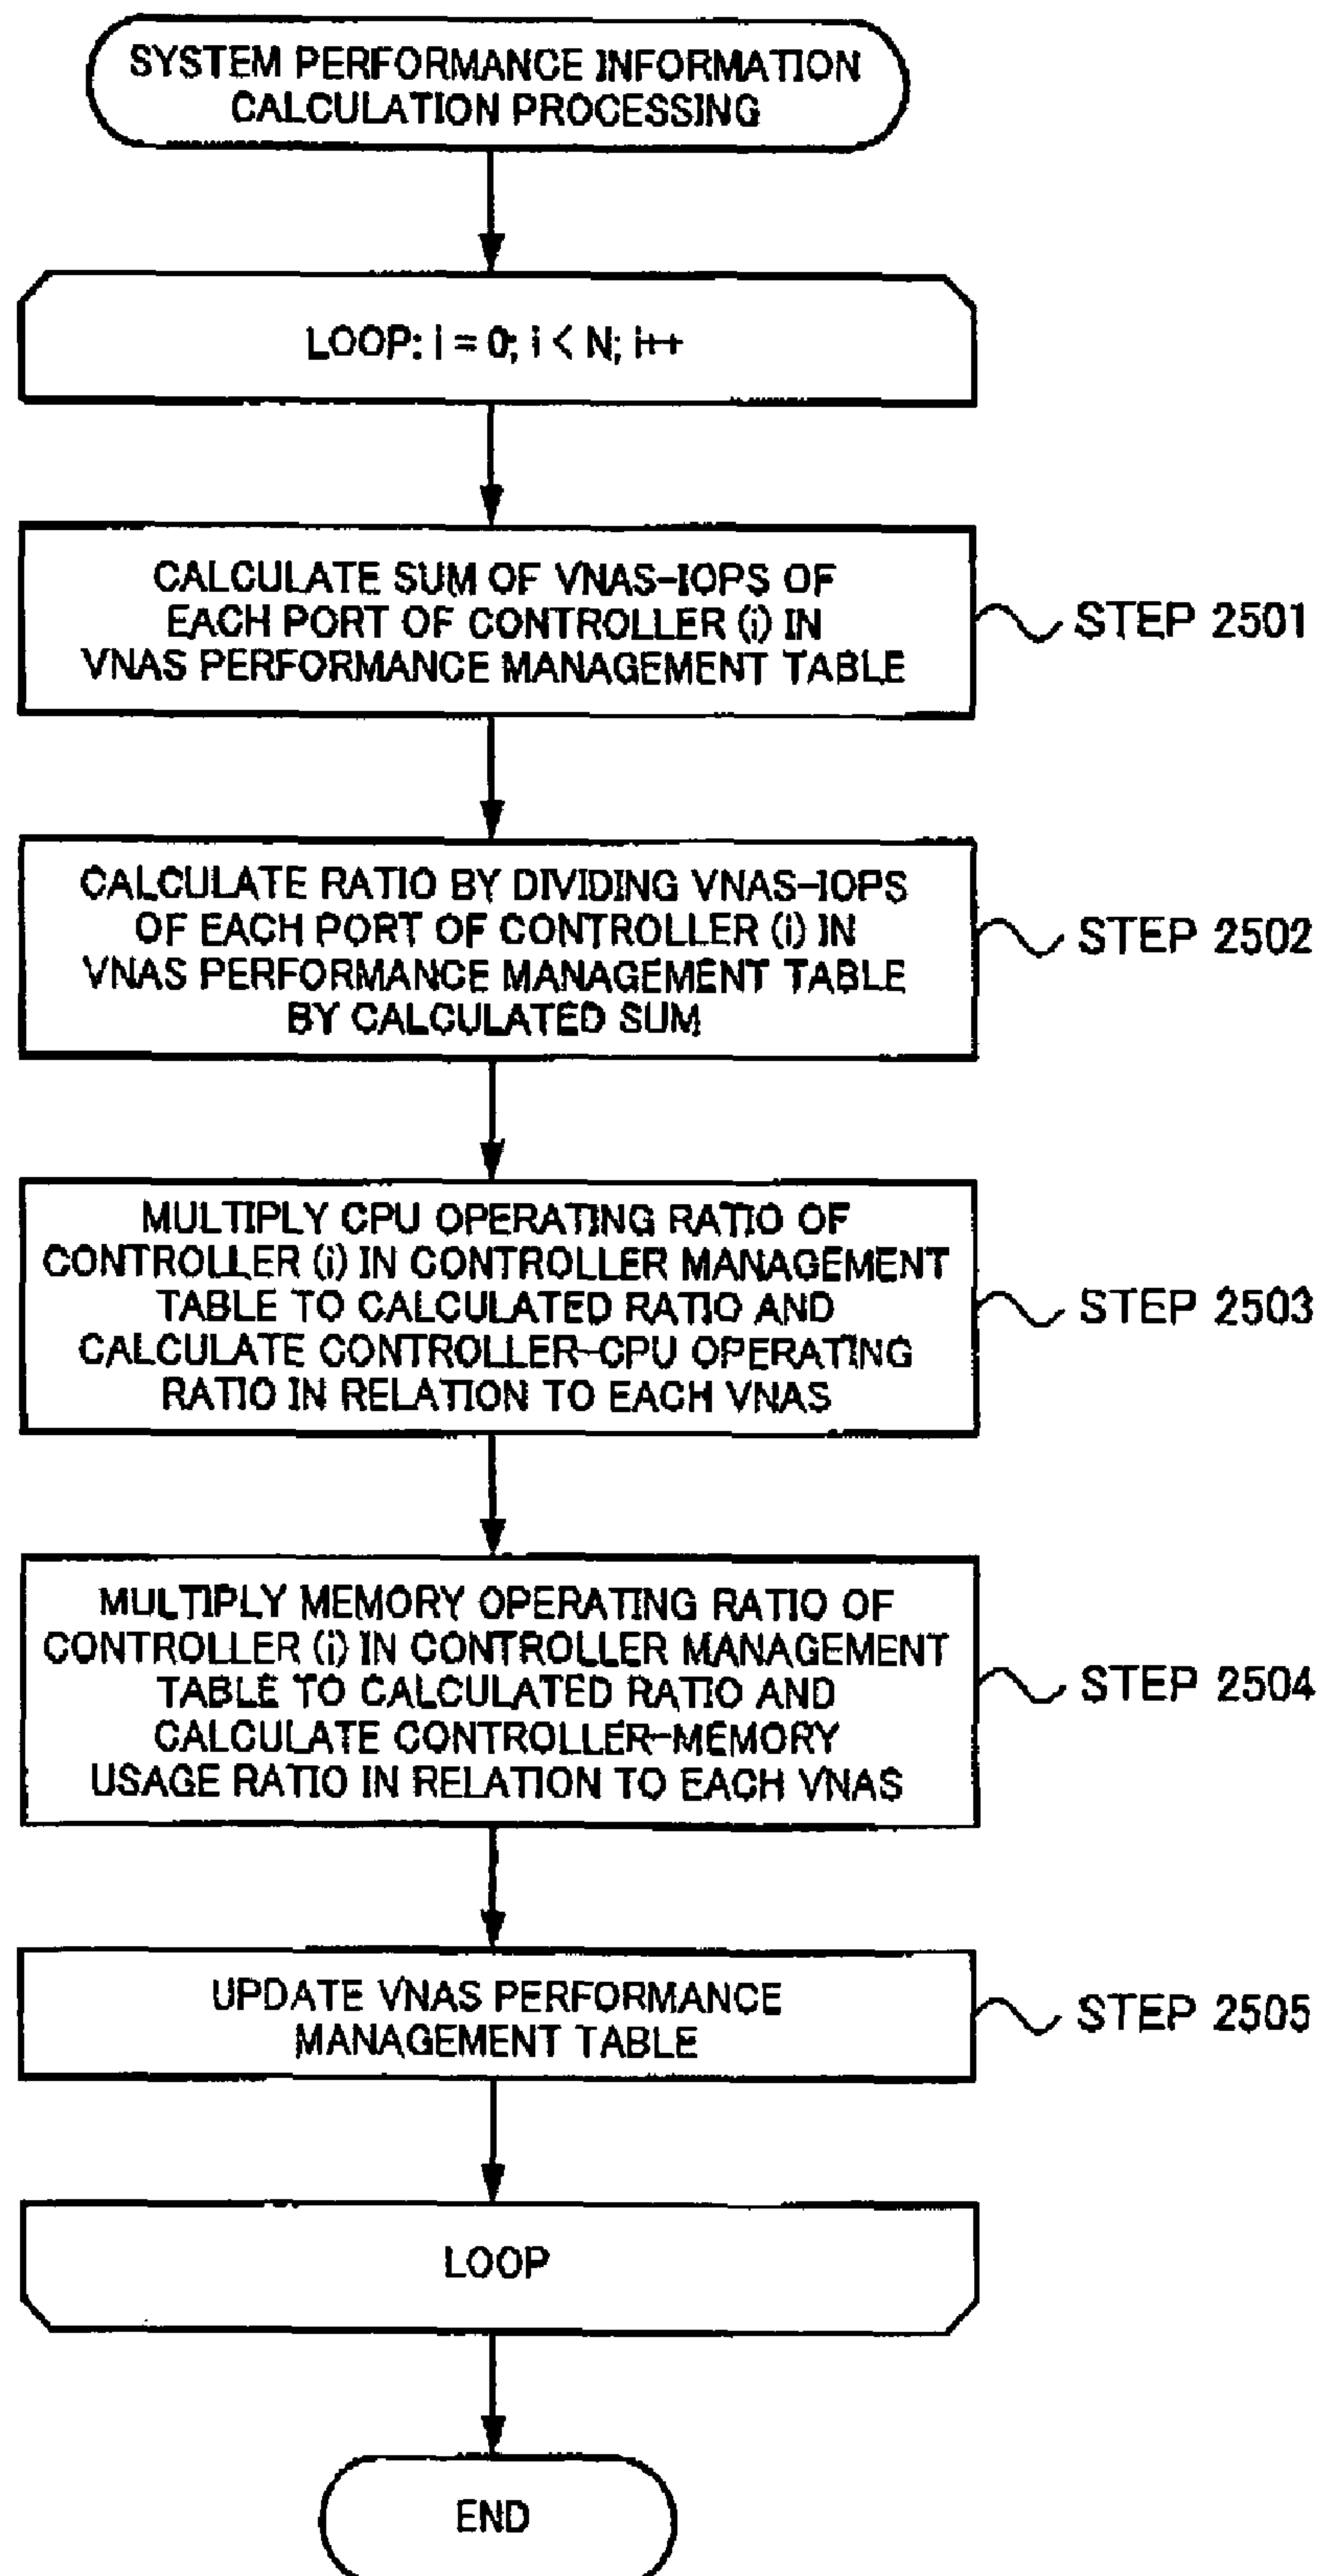 SYSTEM PERFORMANCE INFORMATION
CALCULATION PROCESSING
LOOP: i = 0; i < N; i++
CALCULATE SUM OF VNAS-IOPS OF
EACH PORT OF CONTROLLER (i) IN
VNAS PERFORMANCE MANAGEMENT TABLE
STEP 2501
CALCULATE RATIO BY DIVIDING VNAS-IOPS
OF EACH PORT OF CONTROLLER (i) IN
VNAS PERFORMANCE MANAGEMENT TABLE
BY CALCULATED SUM
STEP 2502
MULTIPLY CPU OPERATING RATIO OF
CONTROLLER (i) IN CONTROLLER MANAGEMENT
TABLE TO CALCULATED RATIO AND
CALCULATE CONTROLLER-CPU OPERATING
RATIO IN RELATION TO EACH VNAS
STEP 2503
MULTIPLY MEMORY OPERATING RATIO OF
CONTROLLER (i) IN CONTROLLER MANAGEMENT
TABLE TO CALCULATED RATIO AND
CALCULATE CONTROLLER-MEMORY
USAGE RATIO IN RELATION TO EACH VNAS
STEP 2504
UPDATE VNAS PERFORMANCE
MANAGEMENT TABLE
STEP 2505
LOOP
END